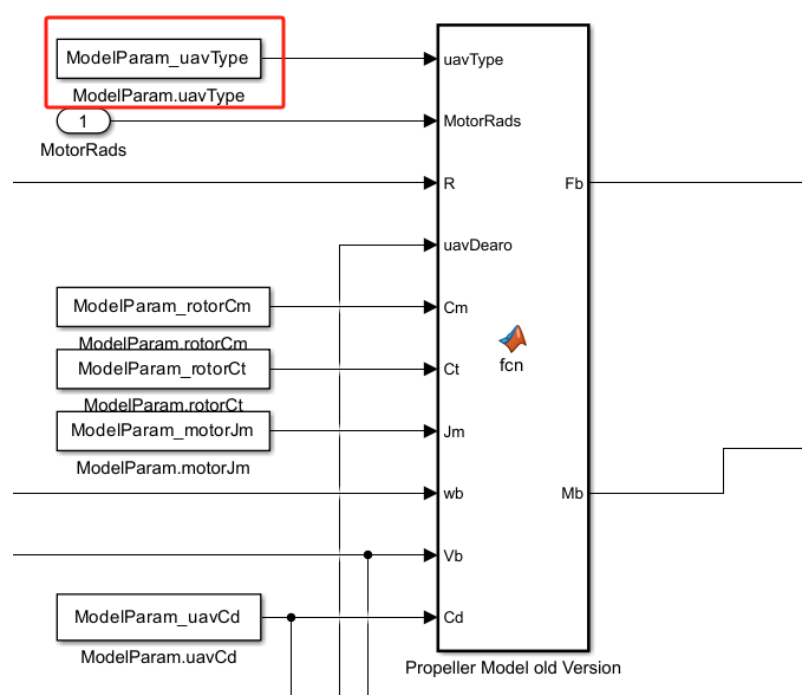 ModelParam_uavType
ModelParam.uavType
1
MotorRads
ModelParam_rotorCm
ModelParam.rotorCm
ModelParam_rotorCt
ModelParam.rotorCt
ModelParam_motorJm
ModelParam.motorJm
ModelParam_uavCd
ModelParam.uavCd
uavType
MotorRads
R
uavDearo
Cm
Ct
Jm
wb
Vb
Cd
fcn
Fb
Mb
Propeller Model old Version